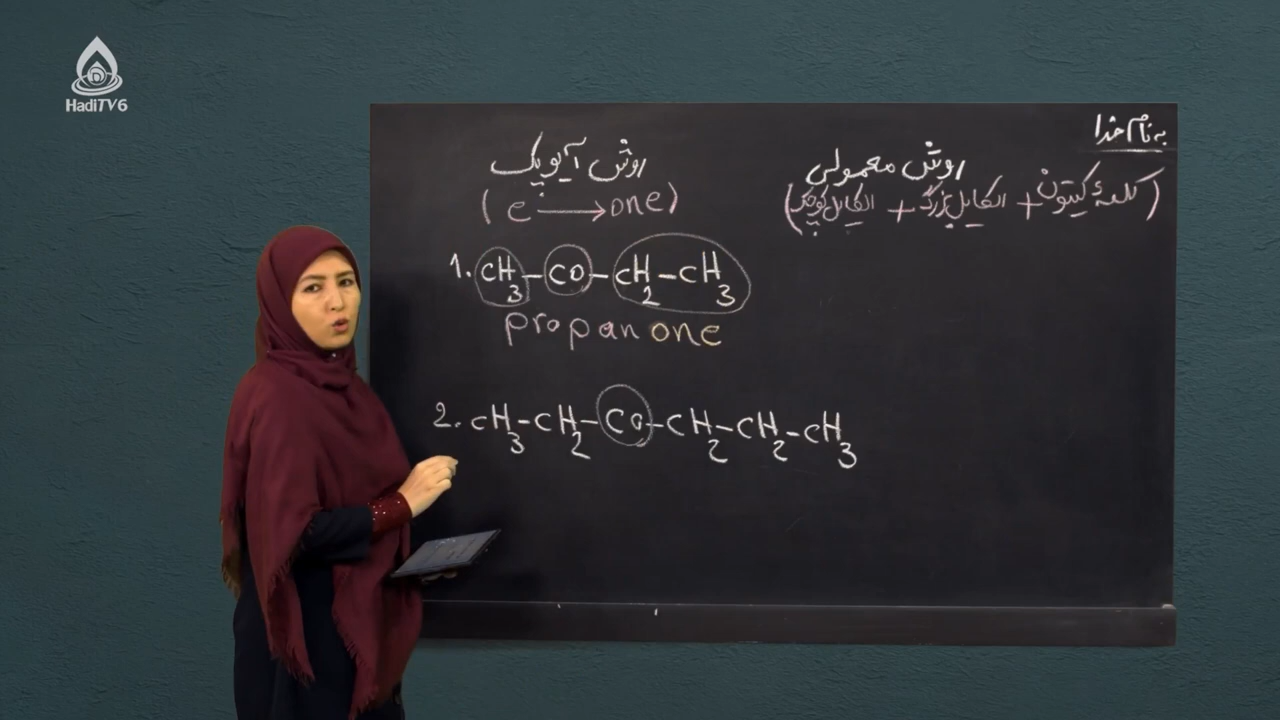 HadiTV6
به نام خدا
روش معمولی
(کلمهٔ کیتون + الکایل بزرگ + الکایل کوچک)
روش آیوپک
(e → one)
1. CH3-CO-CH2-CH3
propanone
2. CH3-CH2-CO-CH2-CH2-CH3